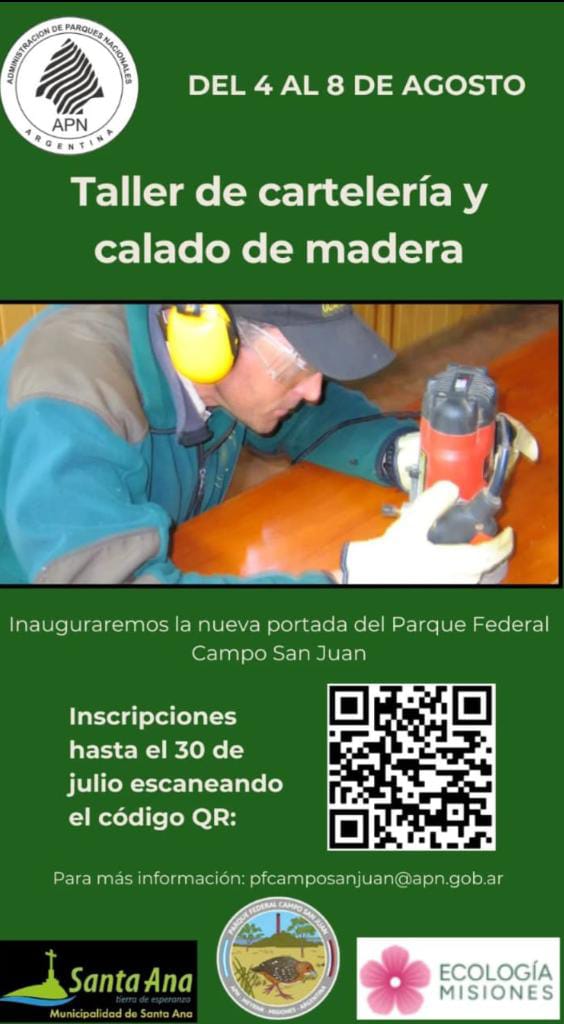 ADMINISTRACION DE PARQUES NACIONALES
APN
ARGENTINA
DEL 4 AL 8 DE AGOSTO
Taller de cartelería y
calado de madera
Inauguraremos la nueva portada del Parque Federal
Campo San Juan
Inscripciones
hasta el 30 de
julio escaneando
el código QR:
Para más información: pfcamposanjuan@apn.gob.ar
PARQUE FEDERAL CAMPO SAN JUAN
MISIONES - ARGENTINA
Santa Ana
tierra de esperanza
Municipalidad de Santa Ana
ECOLOGÍA
MISIONES